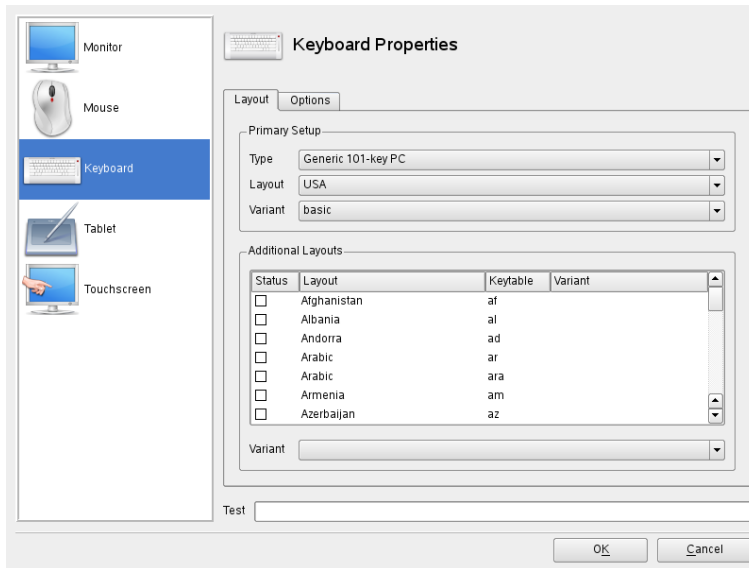 Monitor
Mouse
Keyboard
Tablet
Touchscreen
Keyboard Properties
Layout Options
Primary Setup
Type Generic 101-key PC
Layout USA
Variant basic
Additional Layouts
Status Layout Keytable Variant
Afghanistan af
Albania al
Andorra ad
Arabic ar
Arabic ara
Armenia am
Azerbaijan az
Variant
Test
OK Cancel